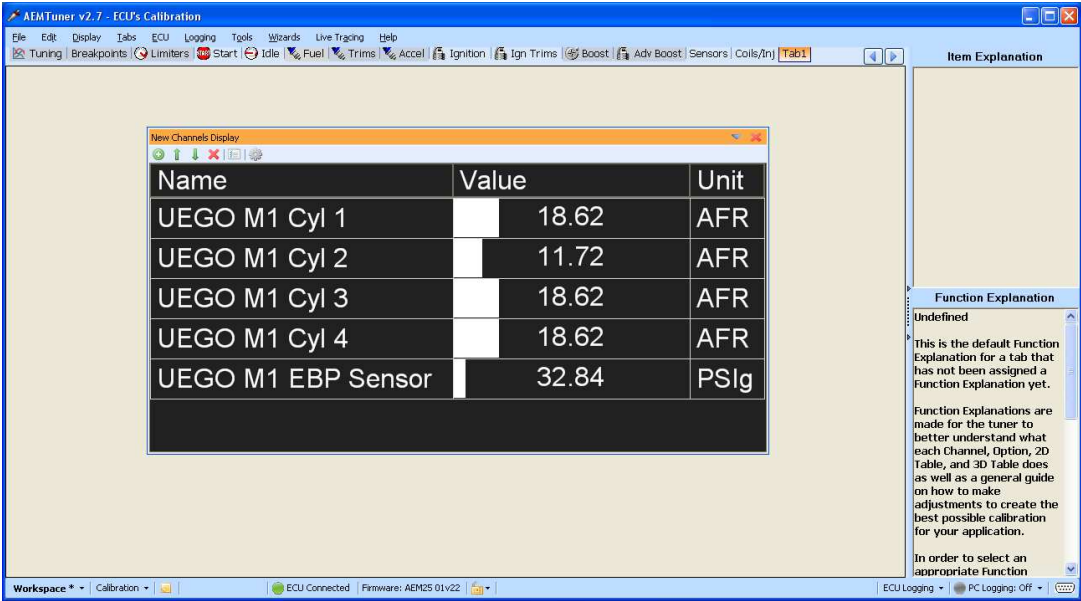 AEMTuner v2.7 - ECU's Calibration
File Edit Display Tabs ECU Logging Tools Wizards Live Tracing Help
Tuning Breakpoints Limiters Start Idle Fuel Trims Accel Ignition Ign Trims Boost Adv Boost Sensors Coils/Inj Tab1
Item Explanation
New Channels Display
Name Value Unit
UEGO M1 Cyl 1 18.62 AFR
UEGO M1 Cyl 2 11.72 AFR
UEGO M1 Cyl 3 18.62 AFR
UEGO M1 Cyl 4 18.62 AFR
UEGO M1 EBP Sensor 32.84 PSIg
Function Explanation
Undefined
This is the default Function
Explanation for a tab that
has not been assigned a
Function Explanation yet.
Function Explanations are
made for the tuner to
better understand what
each Channel, Option, 2D
Table, and 3D Table does
as well as a general guide
on how to make
adjustments to create the
best possible calibration
for your application.
In order to select an
appropriate Function
Workspace * Calibration ECU Connected Firmware: AEM25 01v22 ECU Logging PC Logging: Off